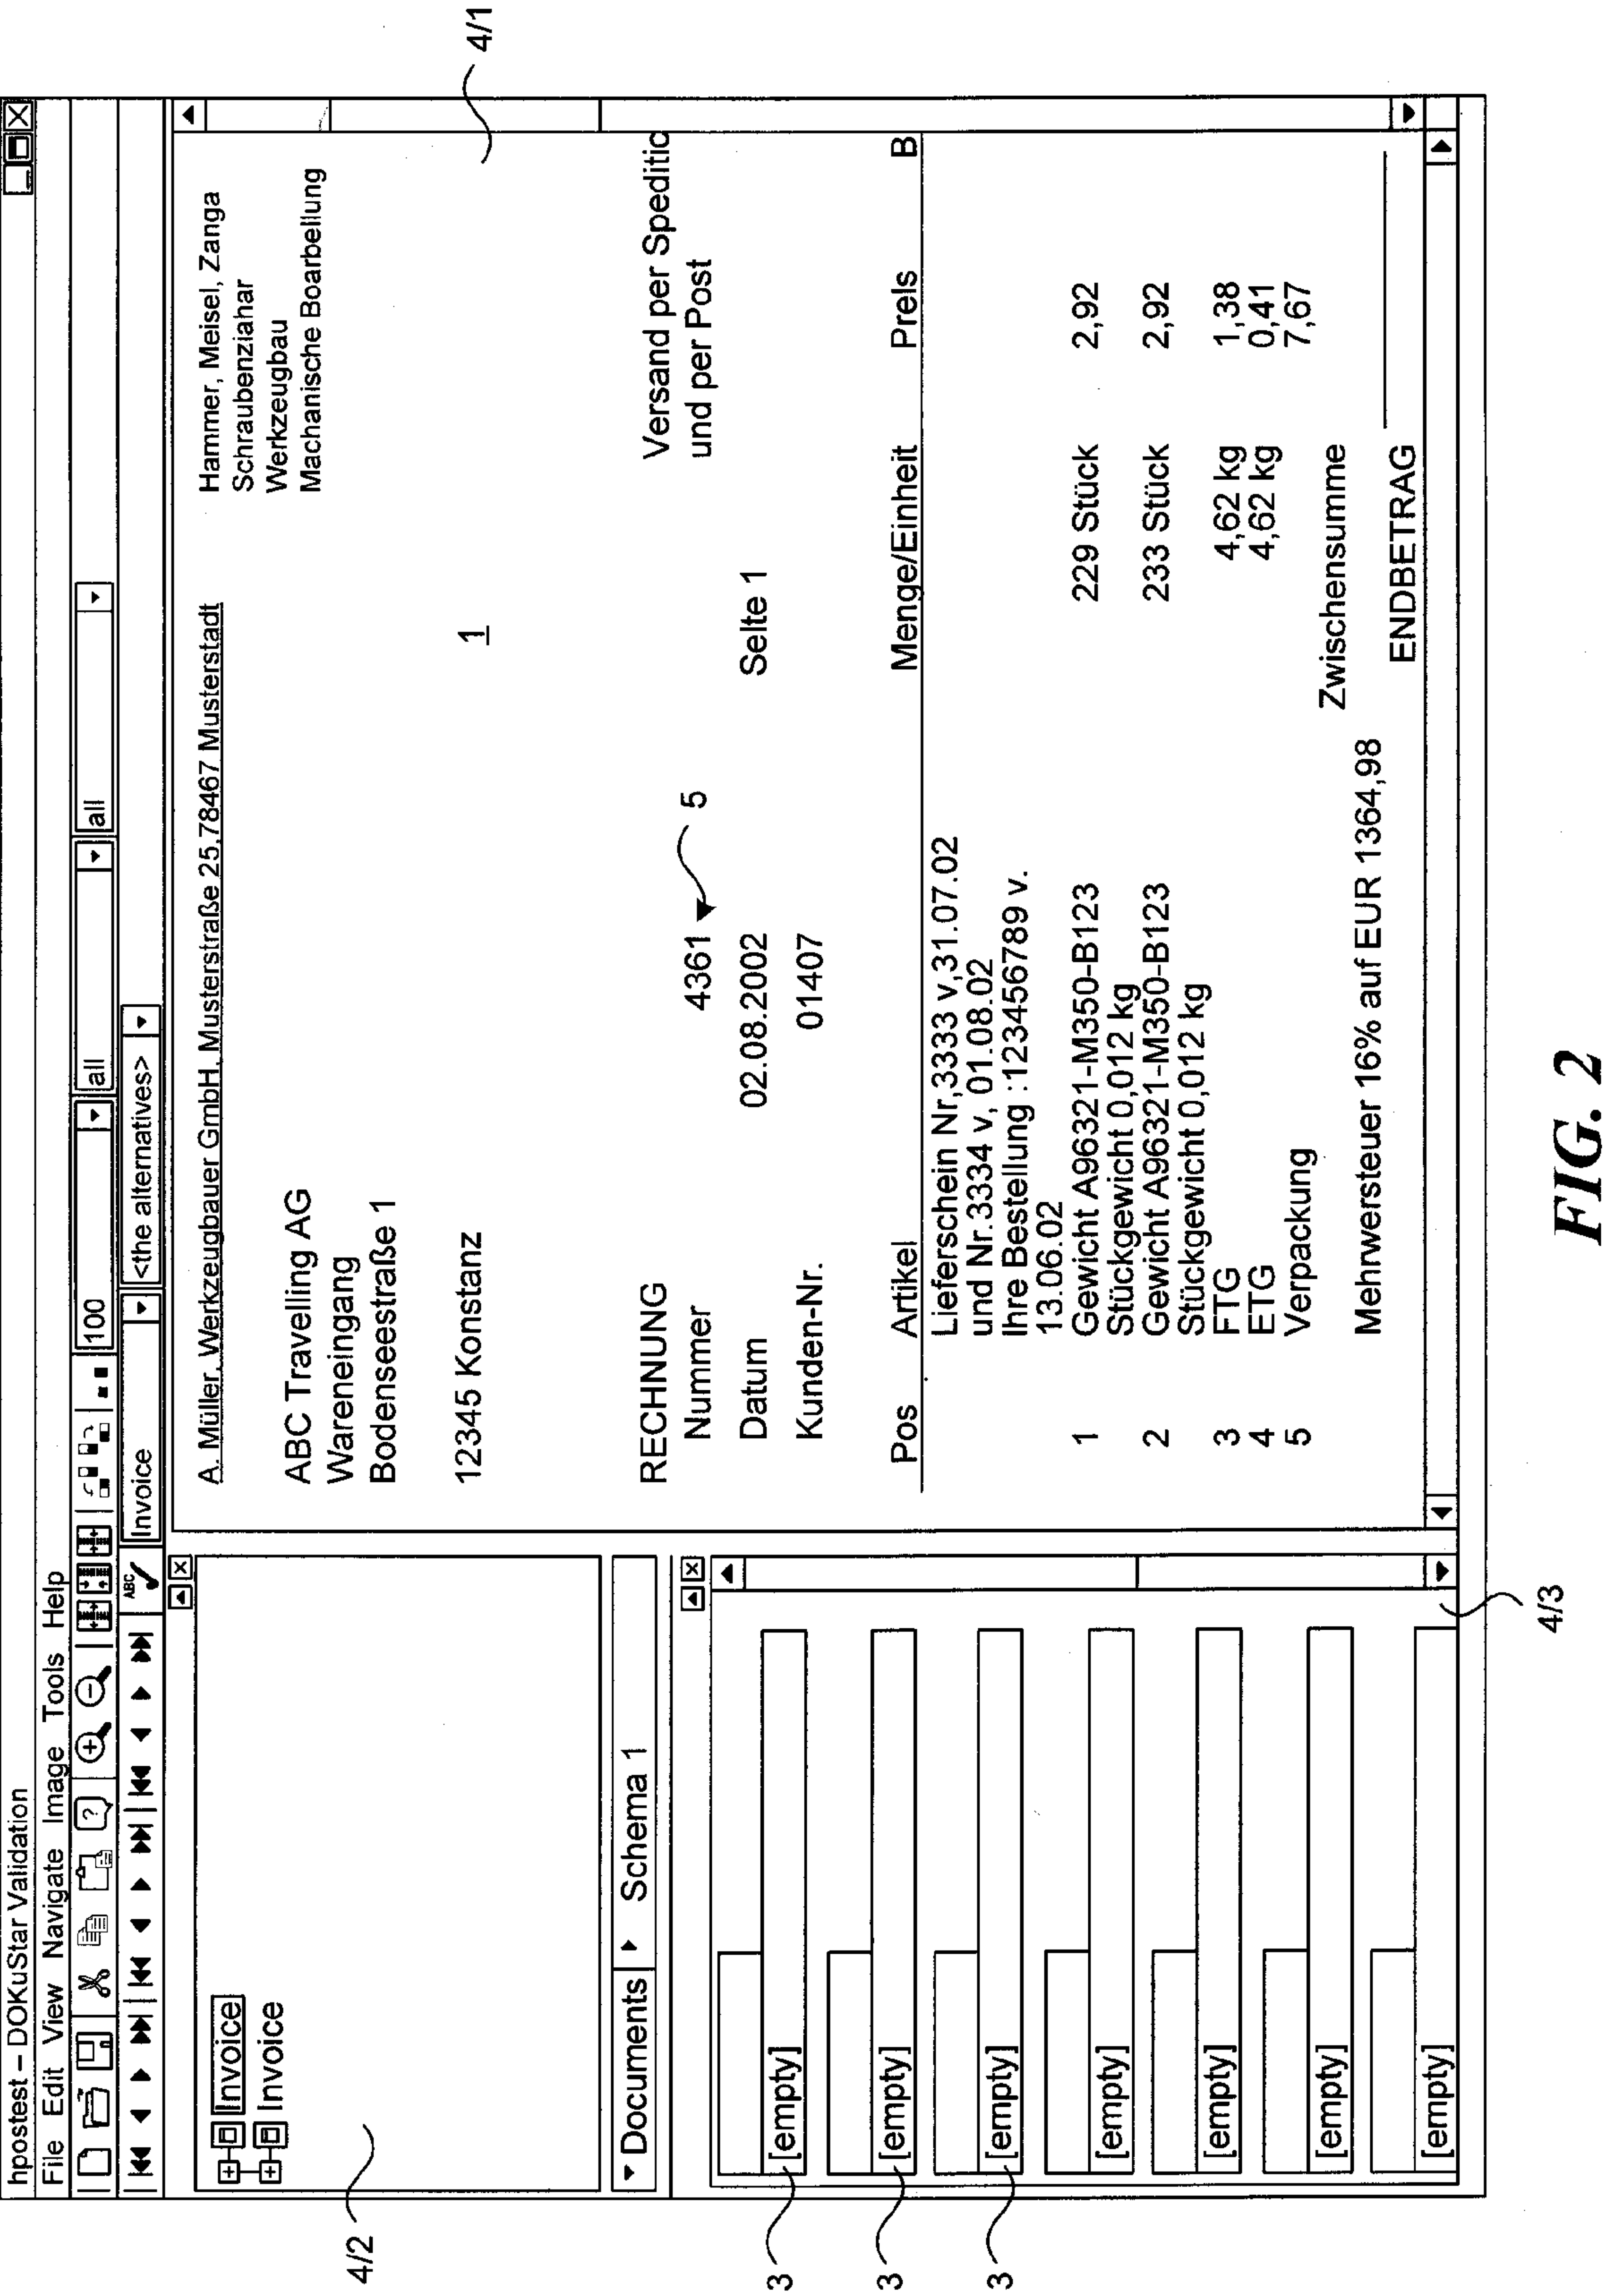 hpostest – DOKuStar Validation
File Edit View Navigate Image Tools Help
100 all all
ABC Invoice <the alternatives>
Invoice
Invoice
4/2
Documents Schema 1
[empty]
[empty]
[empty]
[empty]
[empty]
[empty]
[empty]
3
3
3
4/3
A. Müller, Werkzeugbauer GmbH, Musterstraße 25,78467 Musterstadt
Hammer, Meisel, Zanga
Schraubenziahar
Werkzeugbau
Machanische Boarbellung
4/1
ABC Travelling AG
Wareneingang
Bodenseestraße 1
12345 Konstanz
1
RECHNUNG
Versand per Speditic
Nummer 4361 5 und per Post
Datum 02.08.2002 Selte 1
Kunden-Nr. 01407
Pos Artikel Menge/Einheit Prels B
Lieferschein Nr,3333 v,31.07.02
und Nr.3334 v, 01.08.02
Ihre Bestellung :123456789 v.
13.06.02
1 Gewicht A96321-M350-B123 229 Stück 2,92
Stückgewicht 0,012 kg
2 Gewicht A96321-M350-B123 233 Stück 2,92
Stückgewicht 0,012 kg
3 FTG 4,62 kg 1,38
4 ETG 4,62 kg 0,41
5 Verpackung 7,67
Zwischensumme
Mehrwersteuer 16% auf EUR 1364,98
ENDBETRAG
FIG. 2